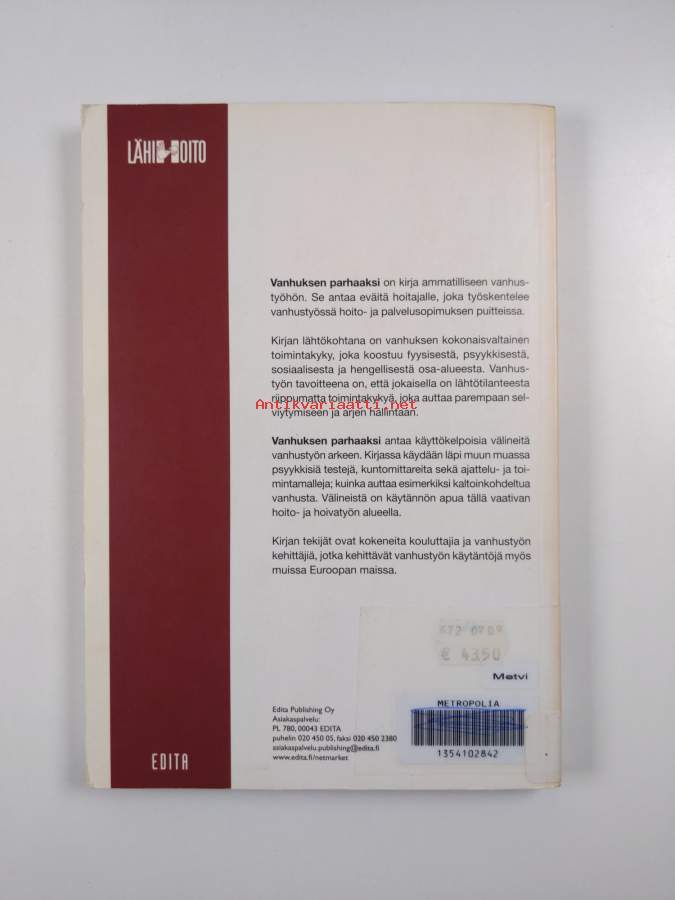 LÄHIHOITO
Vanhuksen parhaaksi on kirja ammatilliseen vanhus-
työhön. Se antaa eväitä hoitajalle, joka työskentelee
vanhustyössä hoito- ja palvelusopimuksen puitteissa.
Kirjan lähtökohtana on vanhuksen kokonaisvaltainen
toimintakyky, joka koostuu fyysisestä, psyykkisestä,
sosiaalisesta ja hengellisestä osa-alueesta. Vanhus-
työn tavoitteena on, että jokaisella on lähtötilanteesta
riippumatta toimintakykyä, joka auttaa parempaan sel-
Antikvariaatti.net
viytymiseen ja arjen hallintaan.
Vanhuksen parhaaksi antaa käyttökelpoisia välineitä
vanhustyön arkeen. Kirjassa käydään läpi muun muassa
psyykkisiä testejä, kuntomittareita sekä ajattelu- ja toi-
mintamalleja; kuinka auttaa esimerkiksi kaltoinkohdeltua
vanhusta. Välineistä on käytännön apua tällä vaativan
hoito- ja hoivatyön alueella.
Kirjan tekijät ovat kokeneita kouluttajia ja vanhustyön
kehittäjiä, jotka kehittävät vanhustyön käytäntöjä myös
muissa Euroopan maissa.
672 0709
€ 43.50
Metvi
METROPOLIA
1354102842
Edita Publishing Oy
Asiakaspalvelu:
PL 780, 00043 EDITA
puhelin 020 450 05, faksi 020 450 2380
asiakaspalvelu.publishing@edita.fi
www.edita.fi/netmarket
EDITA